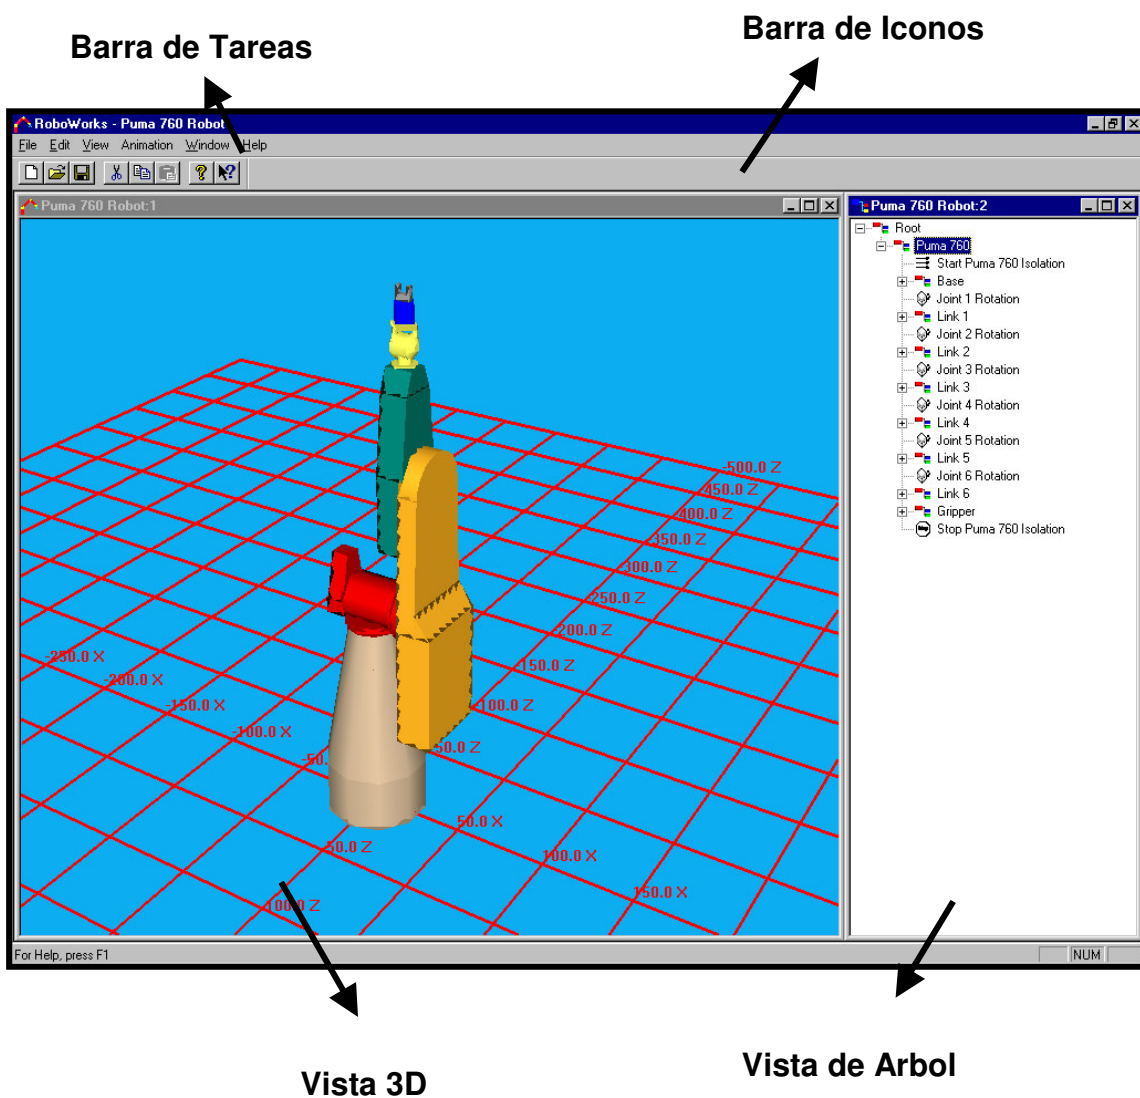 Barra de Tareas
Barra de Iconos
RoboWorks - Puma 760 Robot
File Edit View Animation Window Help
Puma 760 Robot:1
Puma 760 Robot:2
Root
Puma 760
Start Puma 760 Isolation
Base
Joint 1 Rotation
Link 1
Joint 2 Rotation
Link 2
Joint 3 Rotation
Link 3
Joint 4 Rotation
Link 4
Joint 5 Rotation
Link 5
Joint 6 Rotation
Link 6
Gripper
Stop Puma 760 Isolation
-500.0 Z
-450.0 Z
-400.0 Z
-350.0 Z
-300.0 Z
-250.0 Z
-200.0 Z
-150.0 Z
-100.0 Z
-50.0 Z
-250.0 X
-200.0 X
-150.0 X
-100.0 X
-50.
50.0 X
50.0 Z
100.0 X
100.0 Z
150.0 X
For Help, press F1
NUM
Vista 3D
Vista de Arbol